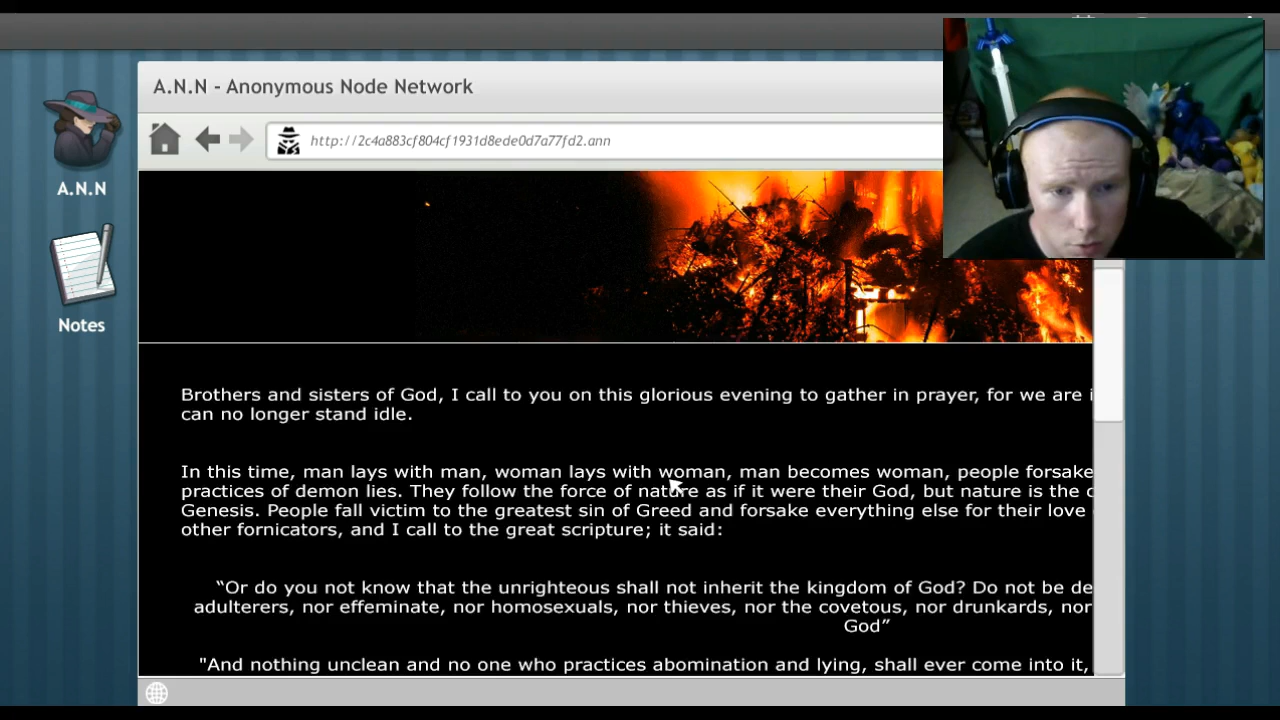 A.N.N - Anonymous Node Network
http://2c4a883cf804cf1931d8ede0d7a77fd2.ann
A.N.N
Notes
Brothers and sisters of God, I call to you on this glorious evening to gather in prayer, for we are i
can no longer stand idle.
In this time, man lays with man, woman lays with woman, man becomes woman, people forsake
practices of demon lies. They follow the force of nature as if it were their God, but nature is the
Genesis. People fall victim to the greatest sin of Greed and forsake everything else for their love
other fornicators, and I call to the great scripture; it said:
“Or do you not know that the unrighteous shall not inherit the kingdom of God? Do not be de
adulterers, nor effeminate, nor homosexuals, nor thieves, nor the covetous, nor drunkards, nor
God”
"And nothing unclean and no one who practices abomination and lying, shall ever come into it,